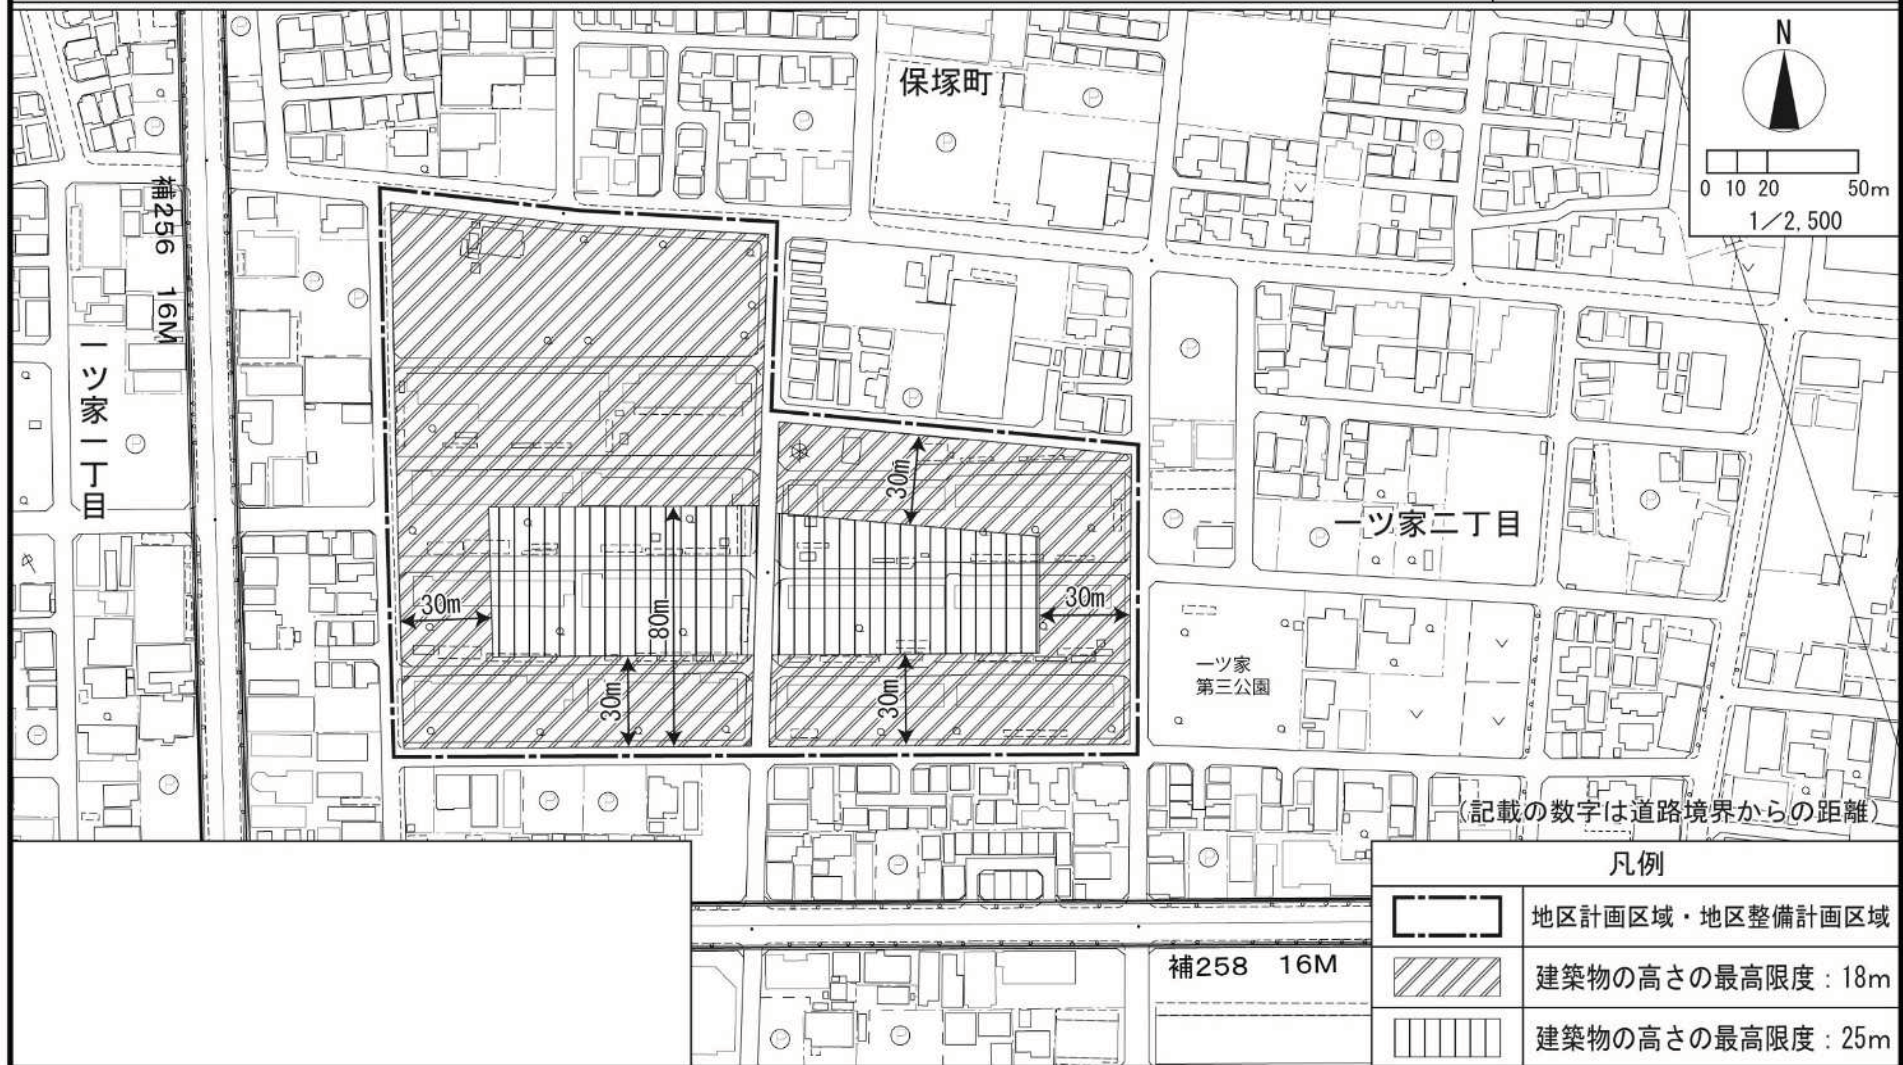 保塚町
N
0 10 20 50m
1／2,500
補256 16M
一ツ家一丁目
30m
一ツ家二丁目
30m
80m
30m
30m
30m
一ツ家
第三公園
（記載の数字は道路境界からの距離）
凡例
地区計画区域・地区整備計画区域
補258 16M
建築物の高さの最高限度：18m
建築物の高さの最高限度：25m